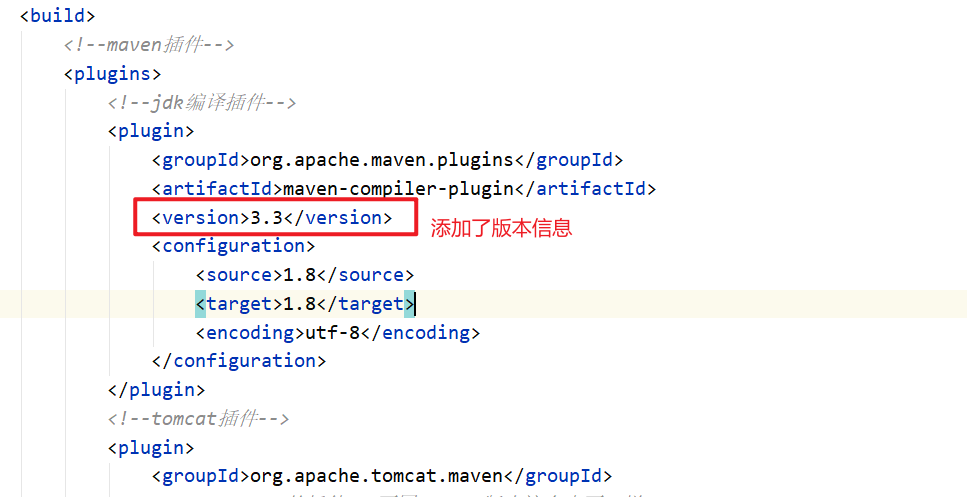 <build>
<!--maven插件-->
<plugins>
<!--jdk编译插件-->
<plugin>
<groupId>org.apache.maven.plugins</groupId>
<artifactId>maven-compiler-plugin</artifactId>
<version>3.3</version> 添加了版本信息
<configuration>
<source>1.8</source>
<target>1.8</target>
<encoding>utf-8</encoding>
</configuration>
</plugin>
<!--tomcat插件-->
<plugin>
<groupId>org.apache.tomcat.maven</groupId>